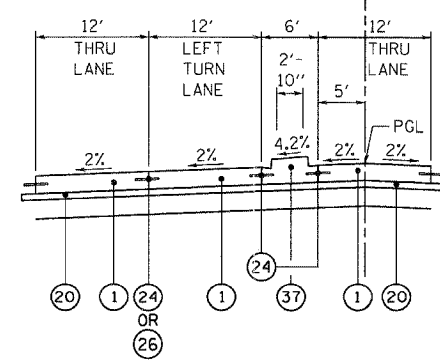 12' 12' 6' 12'
THRU LANE
LEFT TURN LANE
2'-10"
THRU LANE
5'
PGL
2% 2% 4.2% 2% 2%
24
20 1 24 1 37 1 20
OR
26